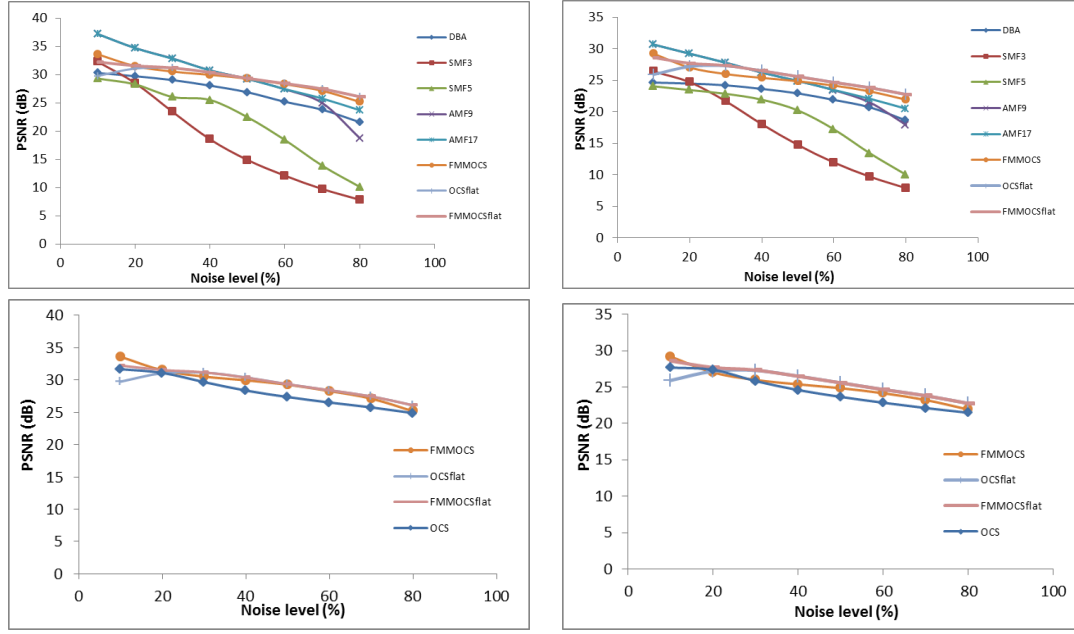 40
35
30
25
20
15
10
5
0
0
20
40
60
80
100
PSNR (dB)
Noise level (%)
DBA
SMF3
SMF5
AMF9
AMF17
FMMOCS
OCSflat
FMMOCSflat
35
30
25
20
15
10
5
0
0
20
40
60
80
100
PSNR (dB)
Noise level (%)
DBA
SMF3
SMF5
AMF9
AMF17
FMMOCS
OCSflat
FMMOCSflat
40
35
30
25
20
15
10
5
0
0
20
40
60
80
100
PSNR (dB)
Noise level (%)
FMMOCS
OCSflat
FMMOCSflat
OCS
35
30
25
20
15
10
5
0
0
20
40
60
80
100
PSNR (dB)
Noise level (%)
FMMOCS
OCSflat
FMMOCSflat
OCS